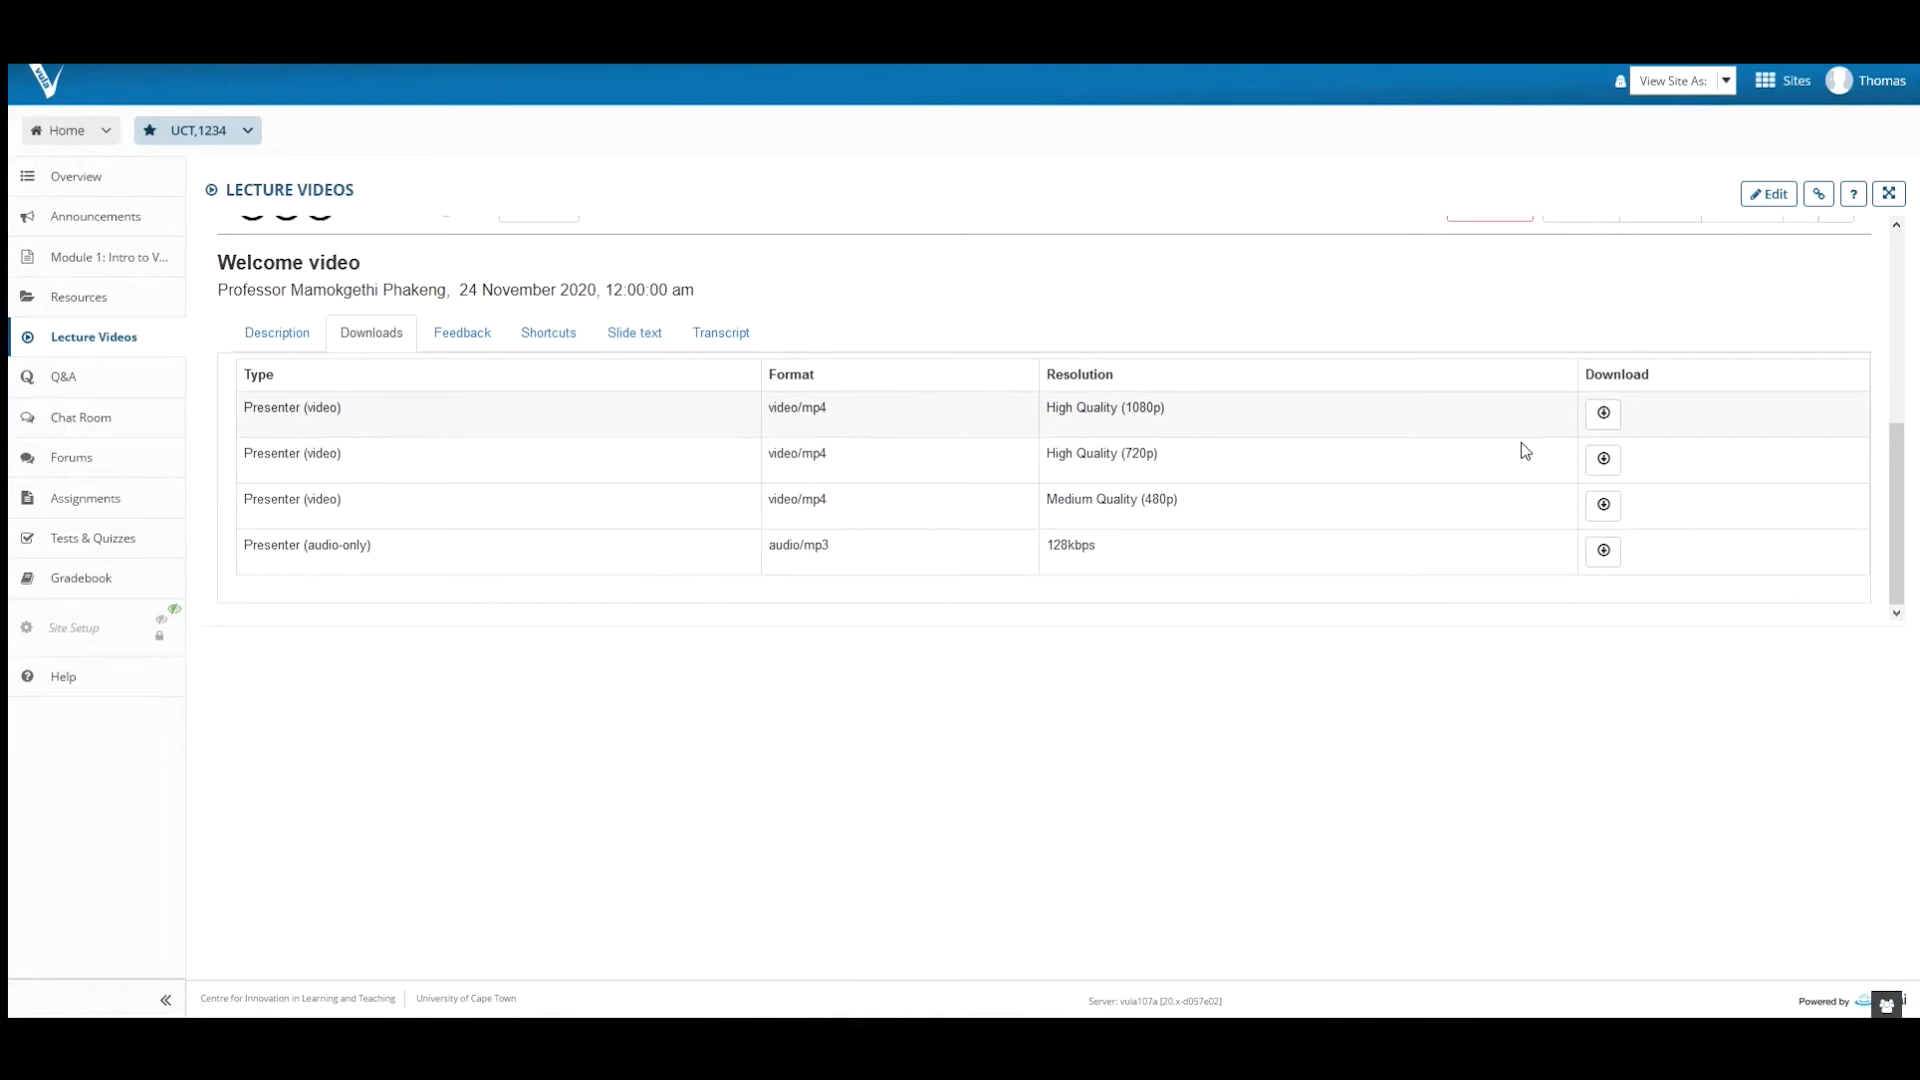 vula
View Site As:
Sites
Thomas
Home
UCT,1234
Overview
Announcements
Module 1: Intro to V...
Resources
Lecture Videos
Q&A
Chat Room
Forums
Assignments
Tests & Quizzes
Gradebook
Site Setup
Help
LECTURE VIDEOS
Edit
?
Welcome video
Professor Mamokgethi Phakeng, 24 November 2020, 12:00:00 am
Description Downloads Feedback Shortcuts Slide text Transcript
Type Format Resolution Download
Presenter (video) video/mp4 High Quality (1080p)
Presenter (video) video/mp4 High Quality (720p)
Presenter (video) video/mp4 Medium Quality (480p)
Presenter (audio-only) audio/mp3 128kbps
Centre for Innovation in Learning and Teaching University of Cape Town
Server: vula107a [20.x-d057e02]
Powered by